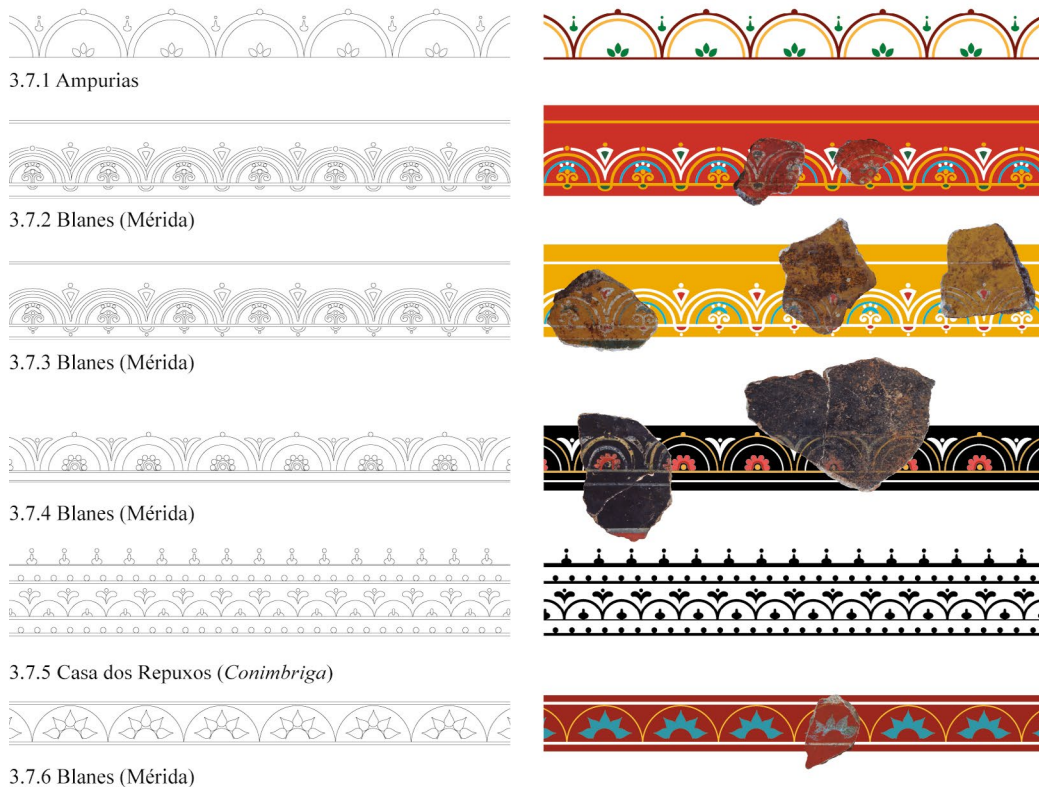 3.7.1 Ampurias
3.7.2 Blanes (Mérida)
3.7.3 Blanes (Mérida)
3.7.4 Blanes (Mérida)
3.7.5 Casa dos Repuxos (Conimbriga)
3.7.6 Blanes (Mérida)